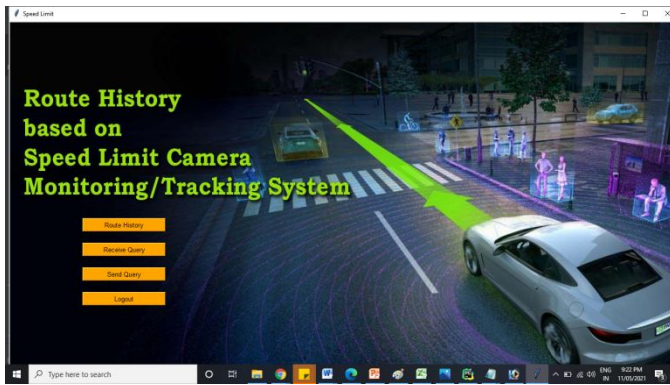 Speed Limit
Route History
based on
Speed Limit Camera
Monitoring/Tracking System
Route History
Receive Query
Send Query
Logout
Type here to search
ENG 9:22 PM
IN 11/05/2021